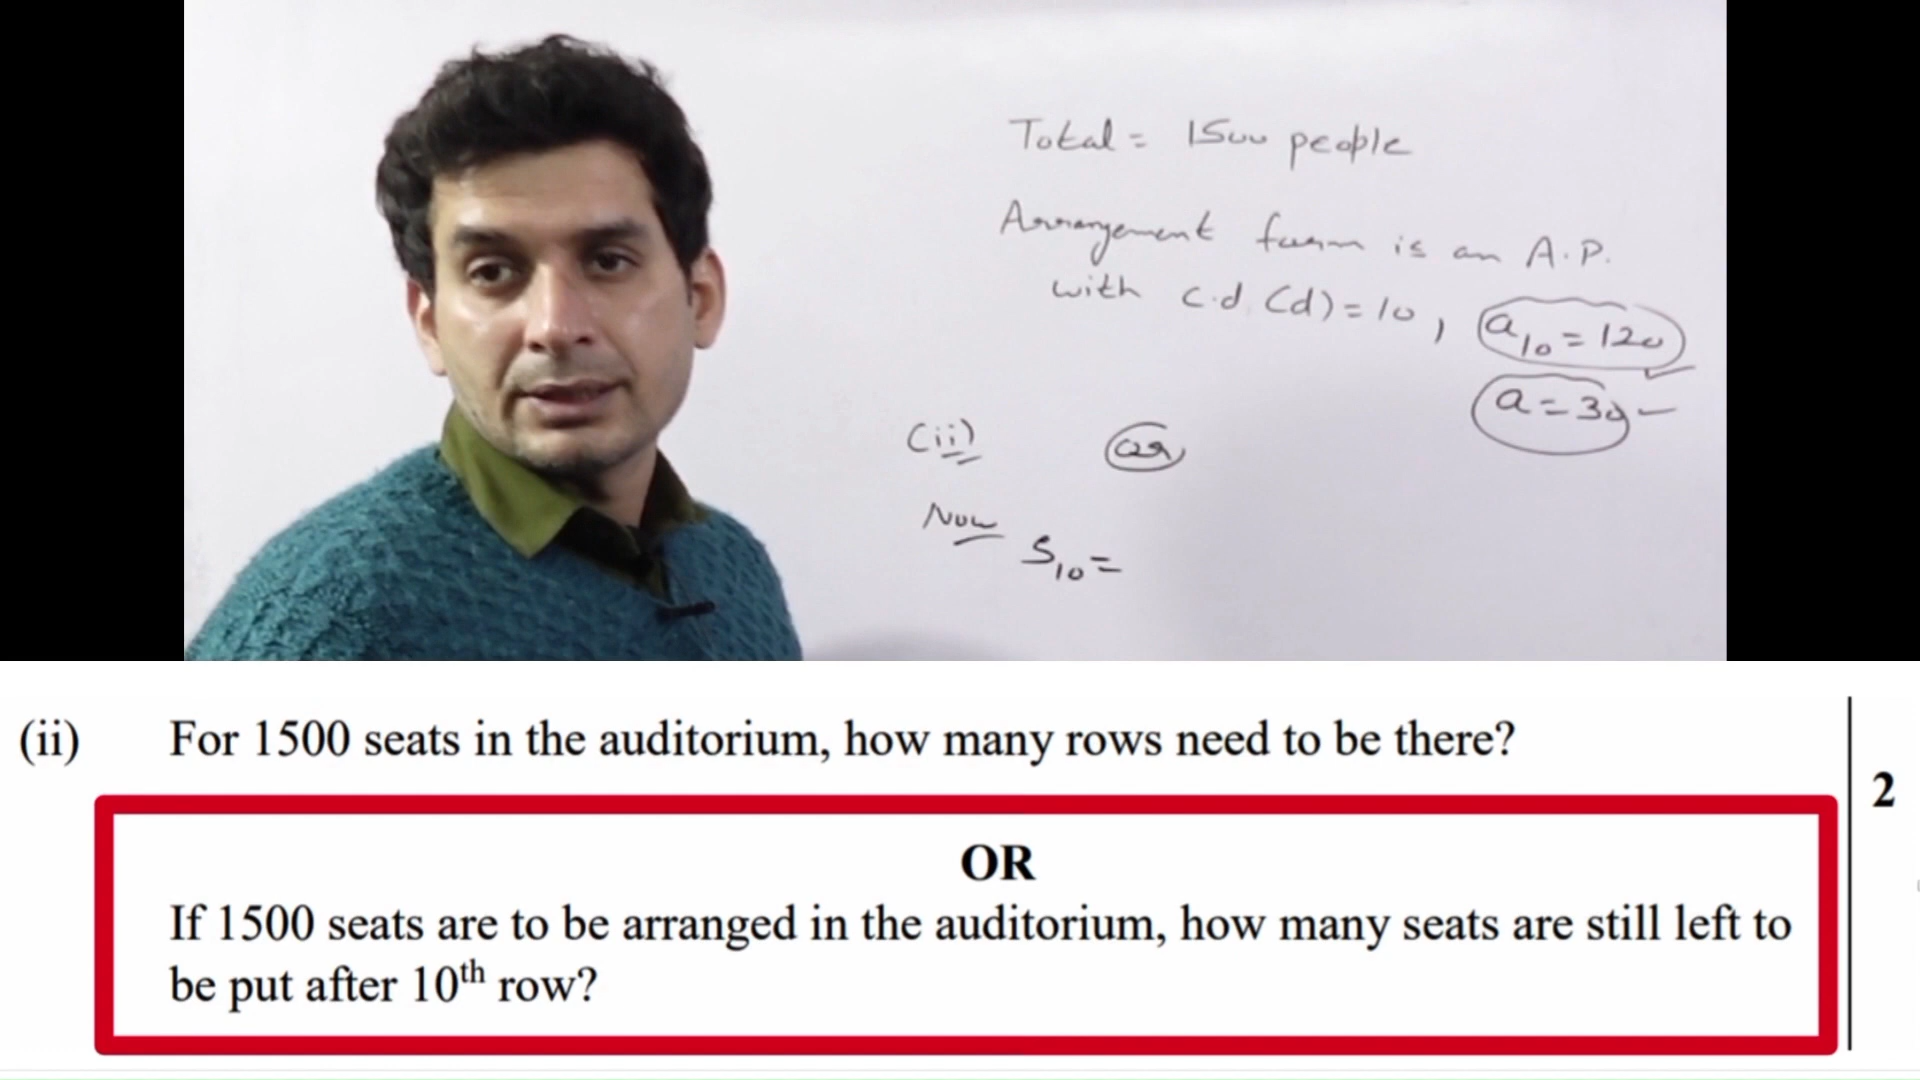 Total = 1500 people
Arrangement form is an A.P.
with c.d. (d) = 10, a₁₀ = 120
a = 30
(ii) OR
Now S₁₀ =
(ii) For 1500 seats in the auditorium, how many rows need to be there?
2
OR
If 1500 seats are to be arranged in the auditorium, how many seats are still left to
be put after 10th row?